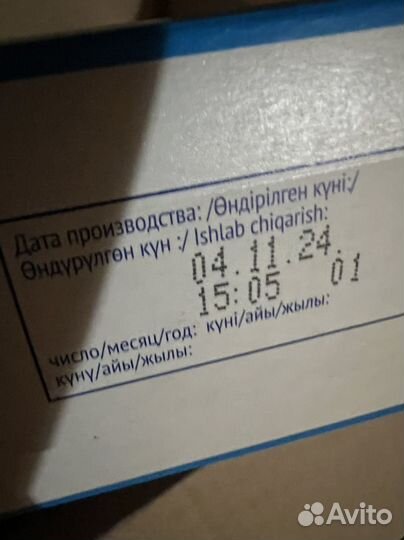 Дата производства: /Өндірілген күні:/
Өндүрүлгөн күн :/ Ishlab chiqarish:
04.11.24.
15:05 01
число/месяц/год: күні/айы/жылы:
күнү/айы/жылы:
Avito